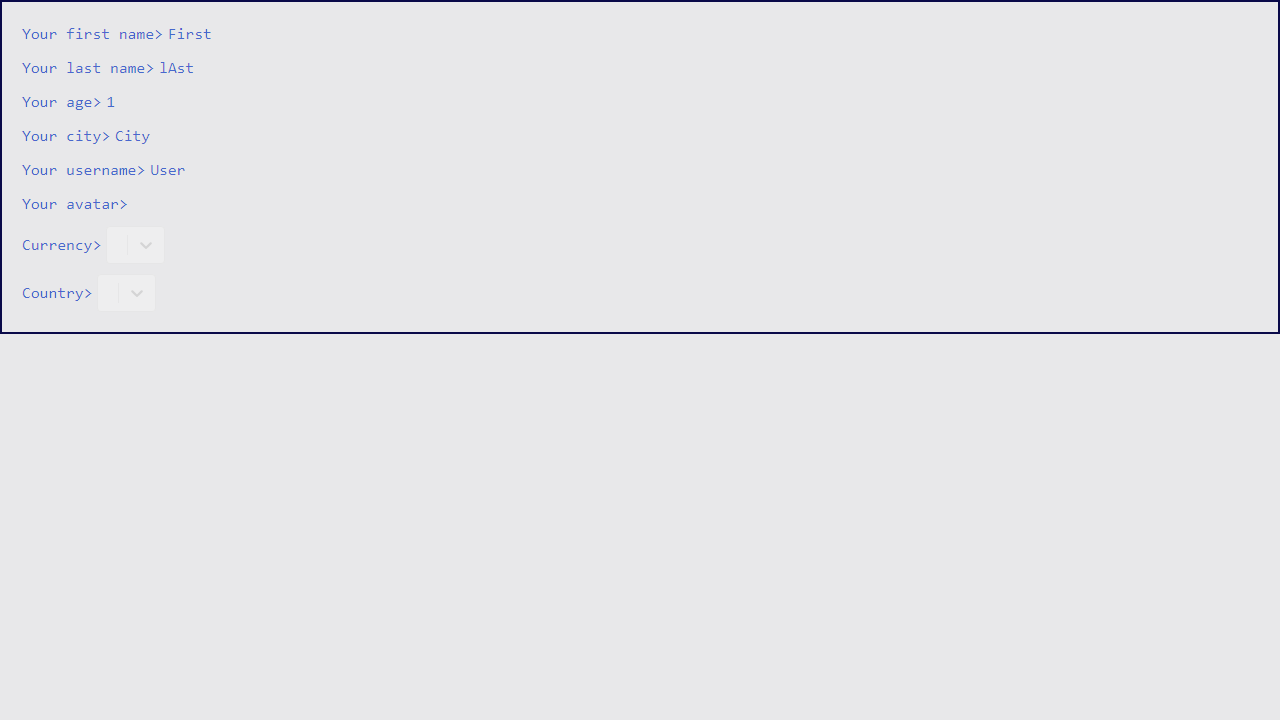 Your first name> First
Your last name> lAst
Your age> 1
Your city> City
Your username> User
Your avatar>
Currency>
Country>